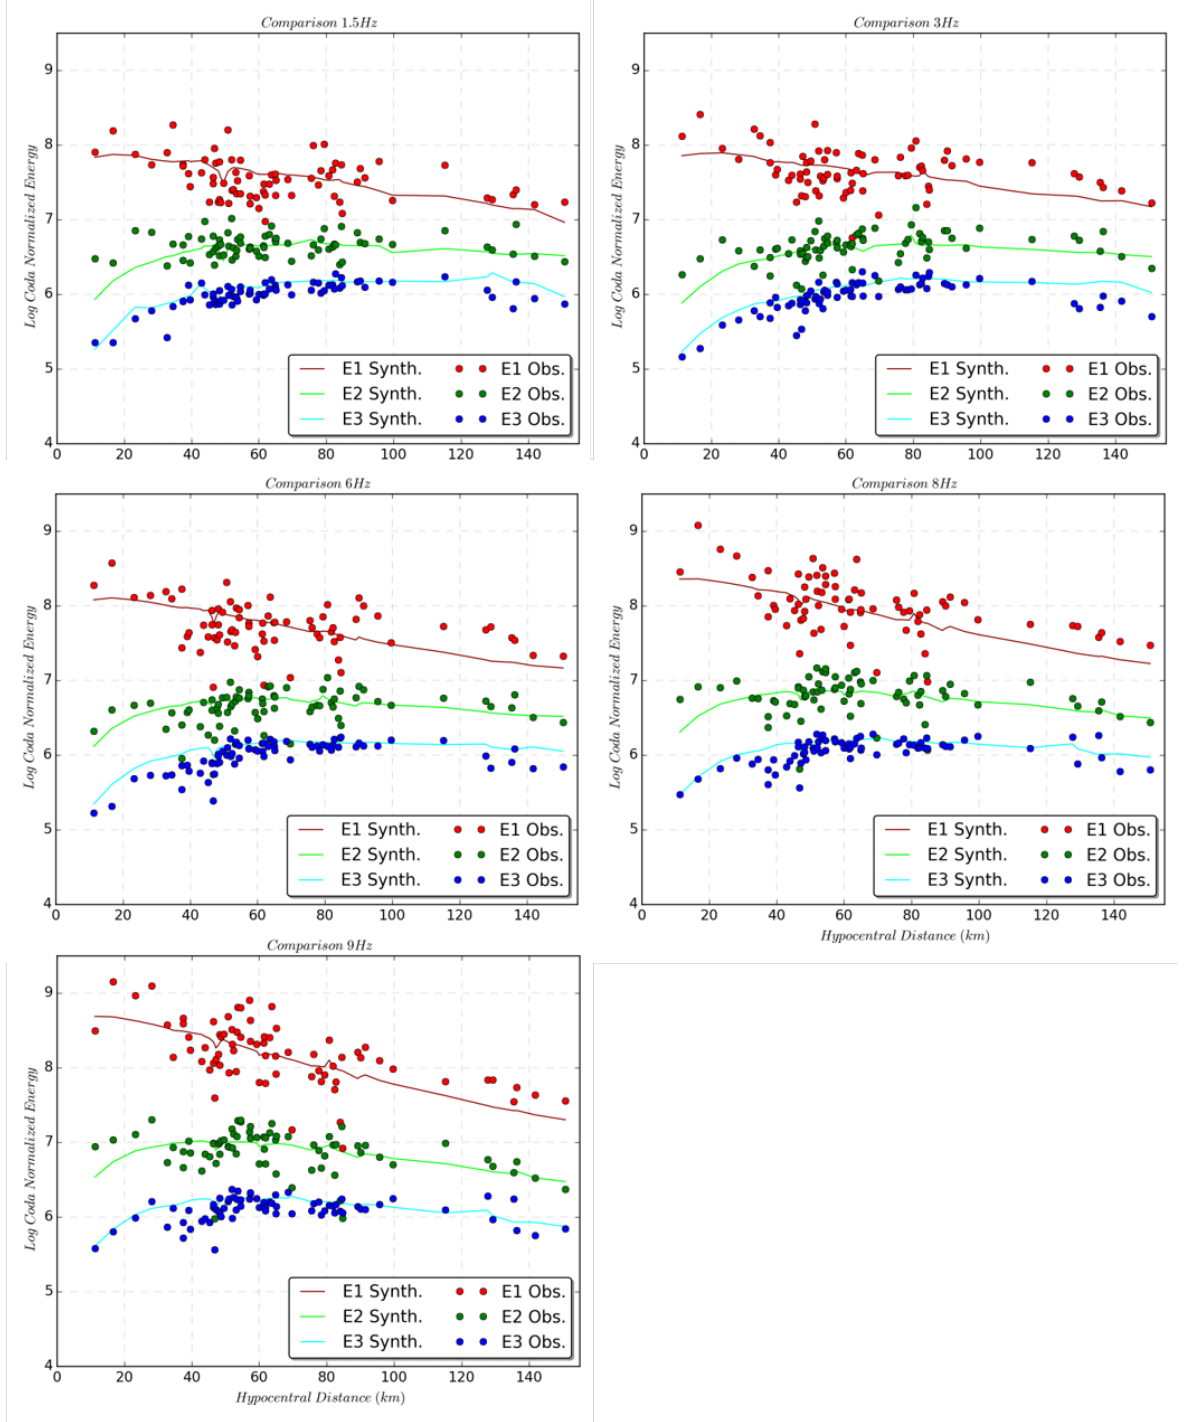 Comparison 1.5Hz
Log Coda Normalized Energy
9
8
7
6
5
4
0 20 40 60 80 100 120 140
E1 Synth. E1 Obs.
E2 Synth. E2 Obs.
E3 Synth. E3 Obs.
Comparison 3Hz
Log Coda Normalized Energy
9
8
7
6
5
4
0 20 40 60 80 100 120 140
E1 Synth. E1 Obs.
E2 Synth. E2 Obs.
E3 Synth. E3 Obs.
Comparison 6Hz
Log Coda Normalized Energy
9
8
7
6
5
4
0 20 40 60 80 100 120 140
E1 Synth. E1 Obs.
E2 Synth. E2 Obs.
E3 Synth. E3 Obs.
Comparison 8Hz
Log Coda Normalized Energy
9
8
7
6
5
4
0 20 40 60 80 100 120 140
E1 Synth. E1 Obs.
E2 Synth. E2 Obs.
E3 Synth. E3 Obs.
Hypocentral Distance (km)
Comparison 9Hz
Log Coda Normalized Energy
9
8
7
6
5
4
0 20 40 60 80 100 120 140
E1 Synth. E1 Obs.
E2 Synth. E2 Obs.
E3 Synth. E3 Obs.
Hypocentral Distance (km)